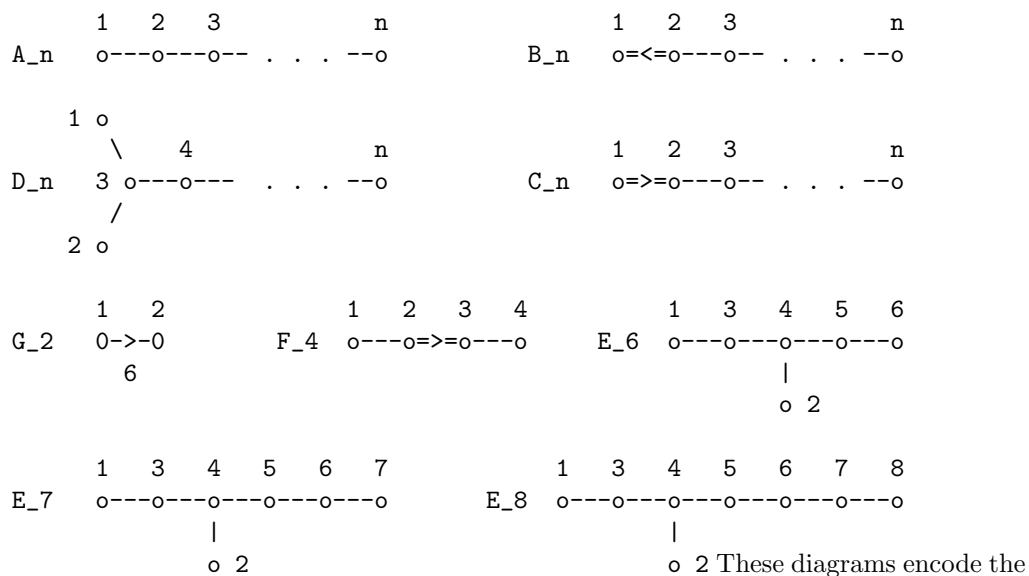 1   2   3           n               1   2   3           n
A_n  o---o---o-- . . . --o         B_n   o=<=o---o-- . . . --o
   1 o
      \    4             n               1   2   3           n
D_n  3 o---o---  . . . --o         C_n   o=>=o---o-- . . . --o
      /
   2 o
     1   2             1   2   3   4         1   3   4   5   6
G_2  0->-0        F_4  o---o=>=o---o    E_6  o---o---o---o---o
       6                                             |
                                                     o 2
     1   3   4   5   6   7           1   3   4   5   6   7   8
E_7  o---o---o---o---o---o      E_8  o---o---o---o---o---o---o
             |                               |
             o 2                             o 2 These diagrams encode the